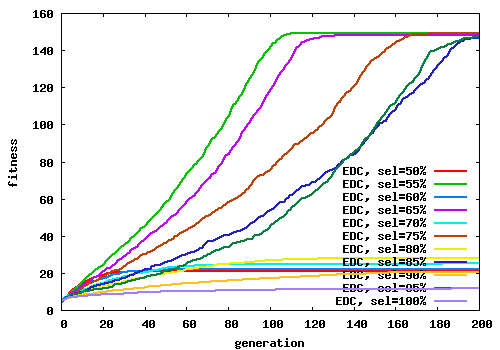 160
140
120
100
80
60
40
20
0
fitness
EDC, sel=50%
EDC, sel=55%
EDC, sel=60%
EDC, sel=65%
EDC, sel=70%
EDC, sel=75%
EDC, sel=80%
EDC, sel=85%
EDC, sel=90%
EDC, sel=95%
EDC, sel=100%
0 20 40 60 80 100 120 140 160 180 200
generation